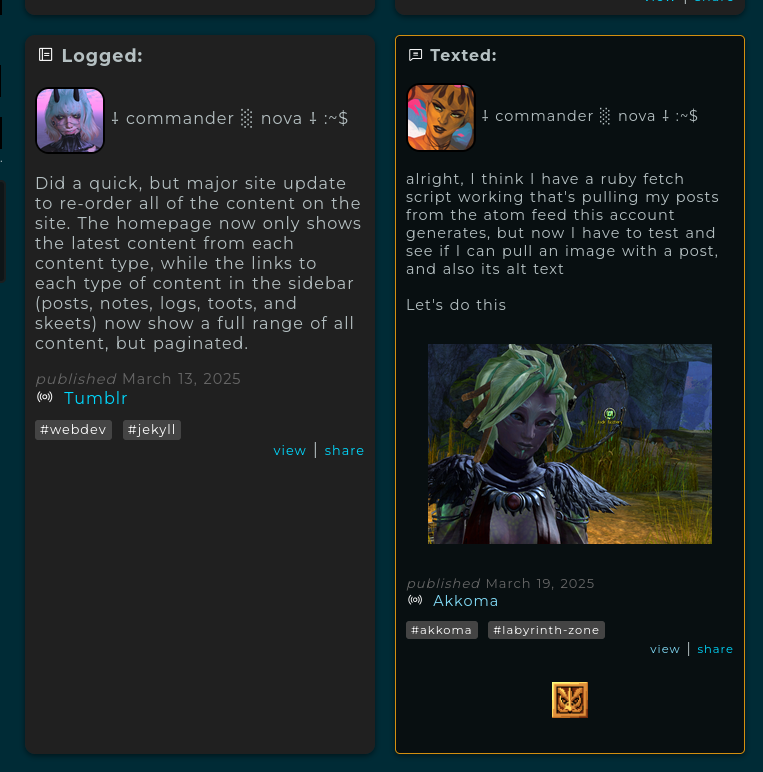 view | share
Logged:
⸸ commander ░ nova ⸸ :~$
Did a quick, but major site update
to re-order all of the content on the
site. The homepage now only shows
the latest content from each
content type, while the links to
each type of content in the sidebar
(posts, notes, logs, toots, and
skeets) now show a full range of all
content, but paginated.
published March 13, 2025
Tumblr
#webdev #jekyll
view | share
Texted:
⸸ commander ░ nova ⸸ :~$
alright, I think I have a ruby fetch
script working that's pulling my posts
from the atom feed this account
generates, but now I have to test and
see if I can pull an image with a post,
and also its alt text
Let's do this
published March 19, 2025
Akkoma
#akkoma #labyrinth-zone
view | share